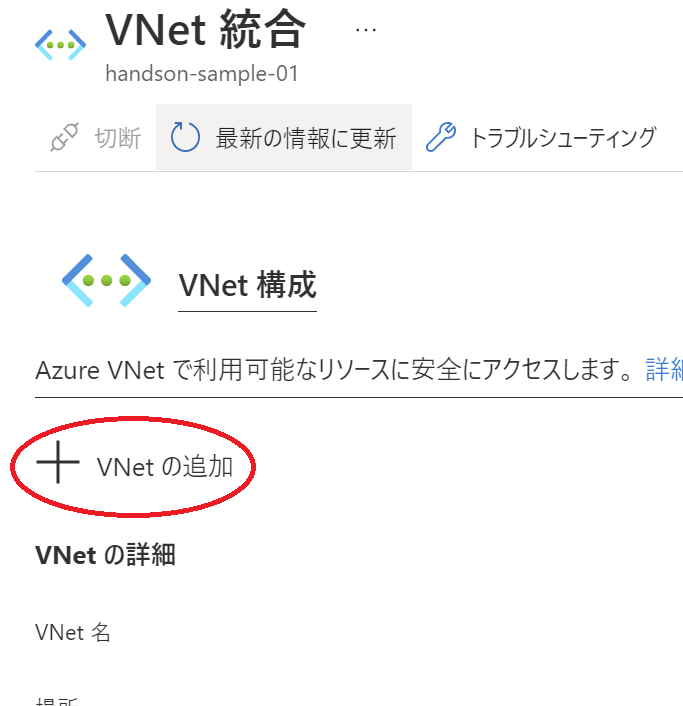 VNet 統合 ...
handson-sample-01
切断 最新の情報に更新 トラブルシューティング
VNet 構成
Azure VNet で利用可能なリソースに安全にアクセスします。 詳細
VNet の追加
VNet の詳細
VNet 名
場所